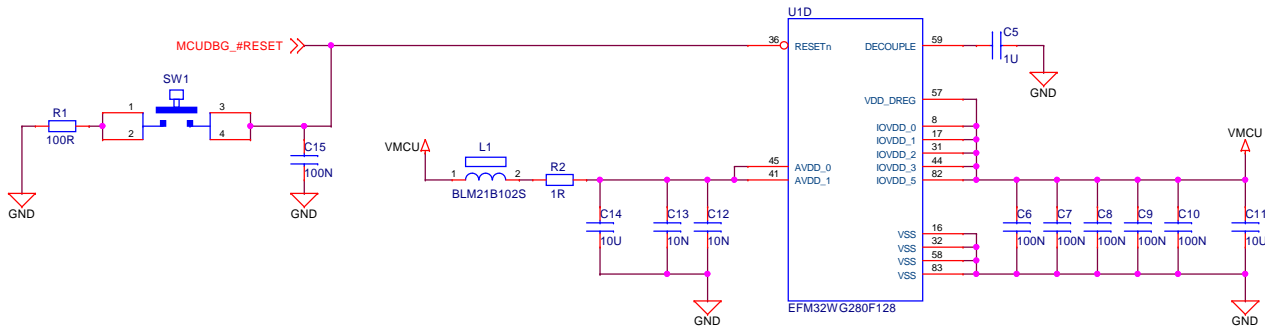 U1D
MCUDBG_#RESET
36
RESETn
DECOUPLE
59
C5
1U
GND
SW1
R1
100R
1
2
3
4
C15
100N
GND
GND
VDD_DREG
57
IOVDD_0
8
IOVDD_1
17
IOVDD_2
31
IOVDD_3
44
IOVDD_5
82
VMCU
L1
1
2
BLM21B102S
R2
1R
45
AVDD_0
41
AVDD_1
VMCU
C14
10U
C13
10N
C12
10N
GND
VSS
16
VSS
32
VSS
58
VSS
83
C6
100N
C7
100N
C8
100N
C9
100N
C10
100N
C11
10U
GND
EFM32WG280F128